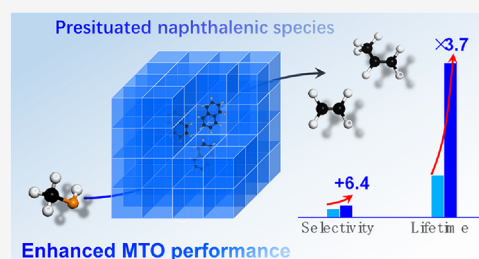 Presituated naphthalenic species
×3.7
+6.4
Selectivity Lifetime
Enhanced MTO performance